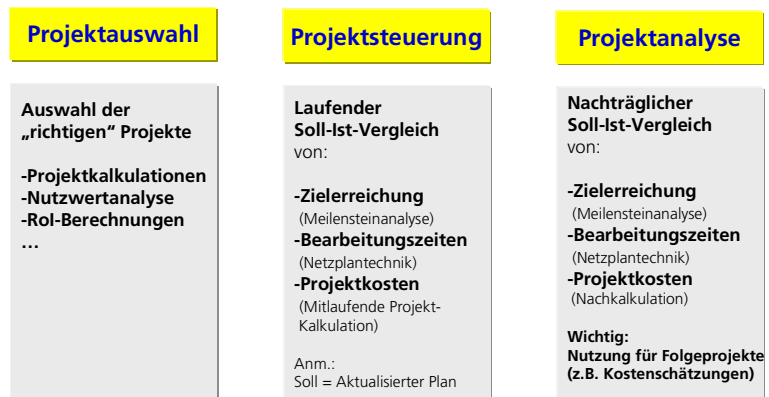 Projektauswahl
Auswahl der
„richtigen“ Projekte
-Projektkalkulationen
-Nutzwertanalyse
-RoI-Berechnungen
…
Projektsteuerung
Laufender
Soll-Ist-Vergleich
von:
-Zielerreichung
(Meilensteinanalyse)
-Bearbeitungszeiten
(Netzplantechnik)
-Projektkosten
(Mitlaufende Projekt-
Kalkulation)
Anm.:
Soll = Aktualisierter Plan
Projektanalyse
Nachträglicher
Soll-Ist-Vergleich
von:
-Zielerreichung
(Meilensteinanalyse)
-Bearbeitungszeiten
(Netzplantechnik)
-Projektkosten
(Nachkalkulation)
Wichtig:
Nutzung für Folgeprojekte
(z.B. Kostenschätzungen)